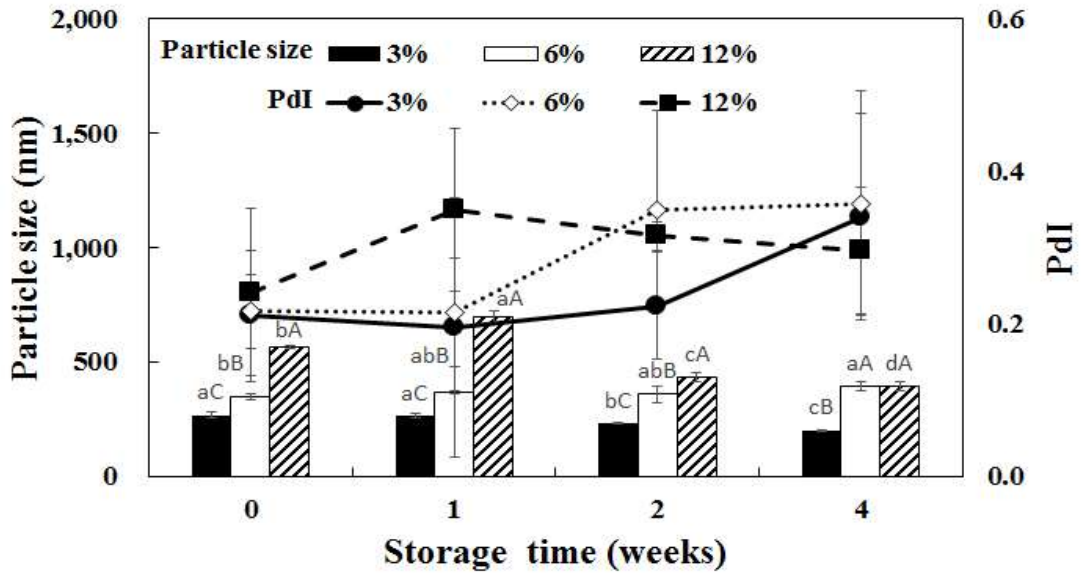 2,000
1,500
1,000
500
0
Particle size (nm)
Particle size 3% 6% 12%
PdI 3% 6% 12%
0.6
0.4
0.2
0.0
PdI
aC bB bA
aC abB aA
bC abB cA
cB aA dA
0 1 2 4
Storage time (weeks)